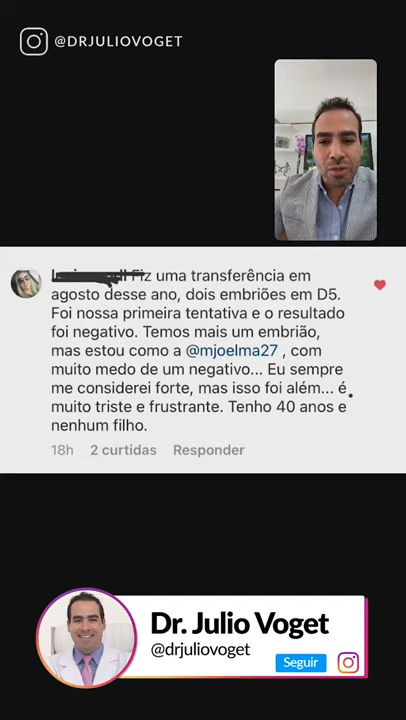 @DRJULIOVOGET
Fiz uma transferência em
agosto desse ano, dois embriões em D5.
Foi nossa primeira tentativa e o resultado
foi negativo. Temos mais um embrião,
mas estou como a @mjoelma27 , com
muito medo de um negativo... Eu sempre
me considerei forte, mas isso foi além... é
muito triste e frustrante. Tenho 40 anos e
nenhum filho.
18h 2 curtidas Responder
Dr. Julio Voget
@drjuliovoget
Seguir